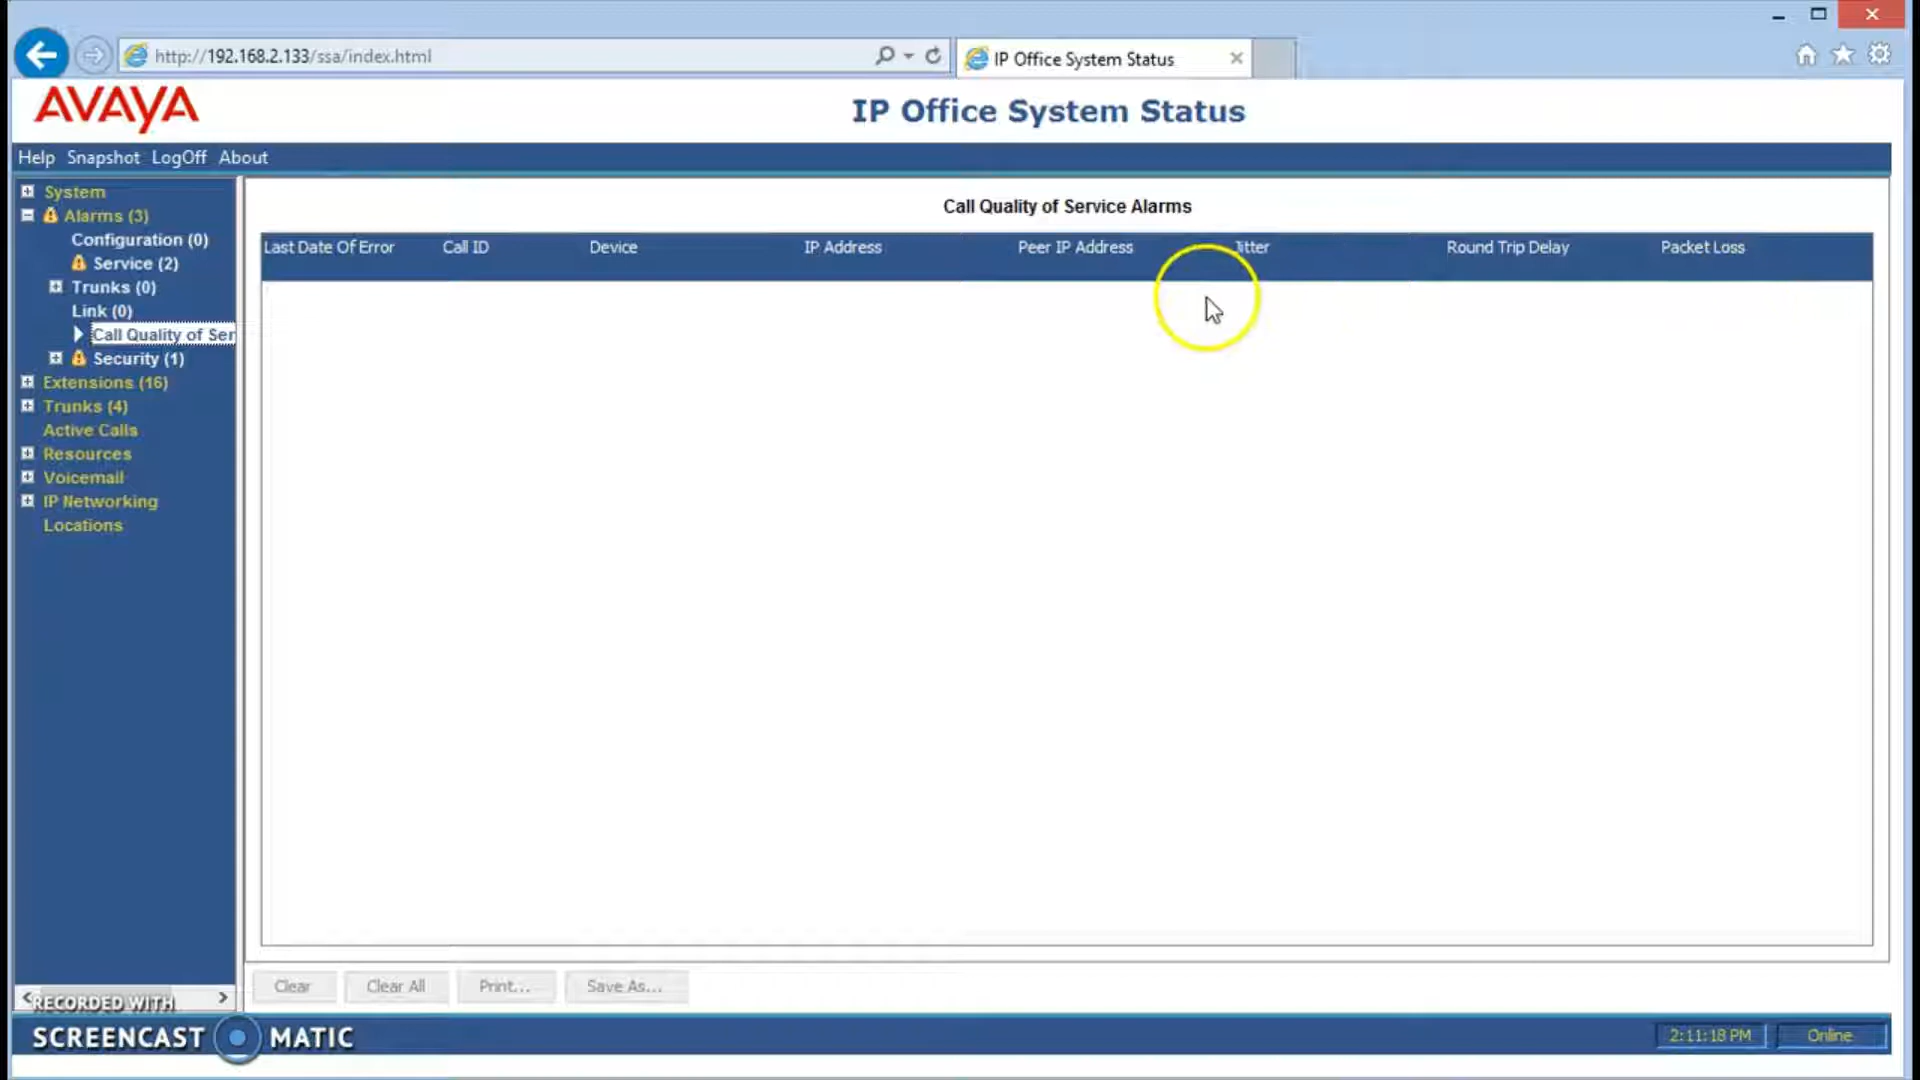 http://192.168.2.133/ssa/index.html
IP Office System Status
AVAYA
IP Office System Status
Help Snapshot LogOff About
System
Alarms (3)
Configuration (0)
Service (2)
Trunks (0)
Link (0)
Call Quality of Ser
Security (1)
Extensions (16)
Trunks (4)
Active Calls
Resources
Voicemail
IP Networking
Locations
Call Quality of Service Alarms
Last Date Of Error Call ID Device IP Address Peer IP Address Jitter Round Trip Delay Packet Loss
Clear Clear All Print... Save As...
RECORDED WITH
SCREENCAST MATIC
2:11:18 PM Online